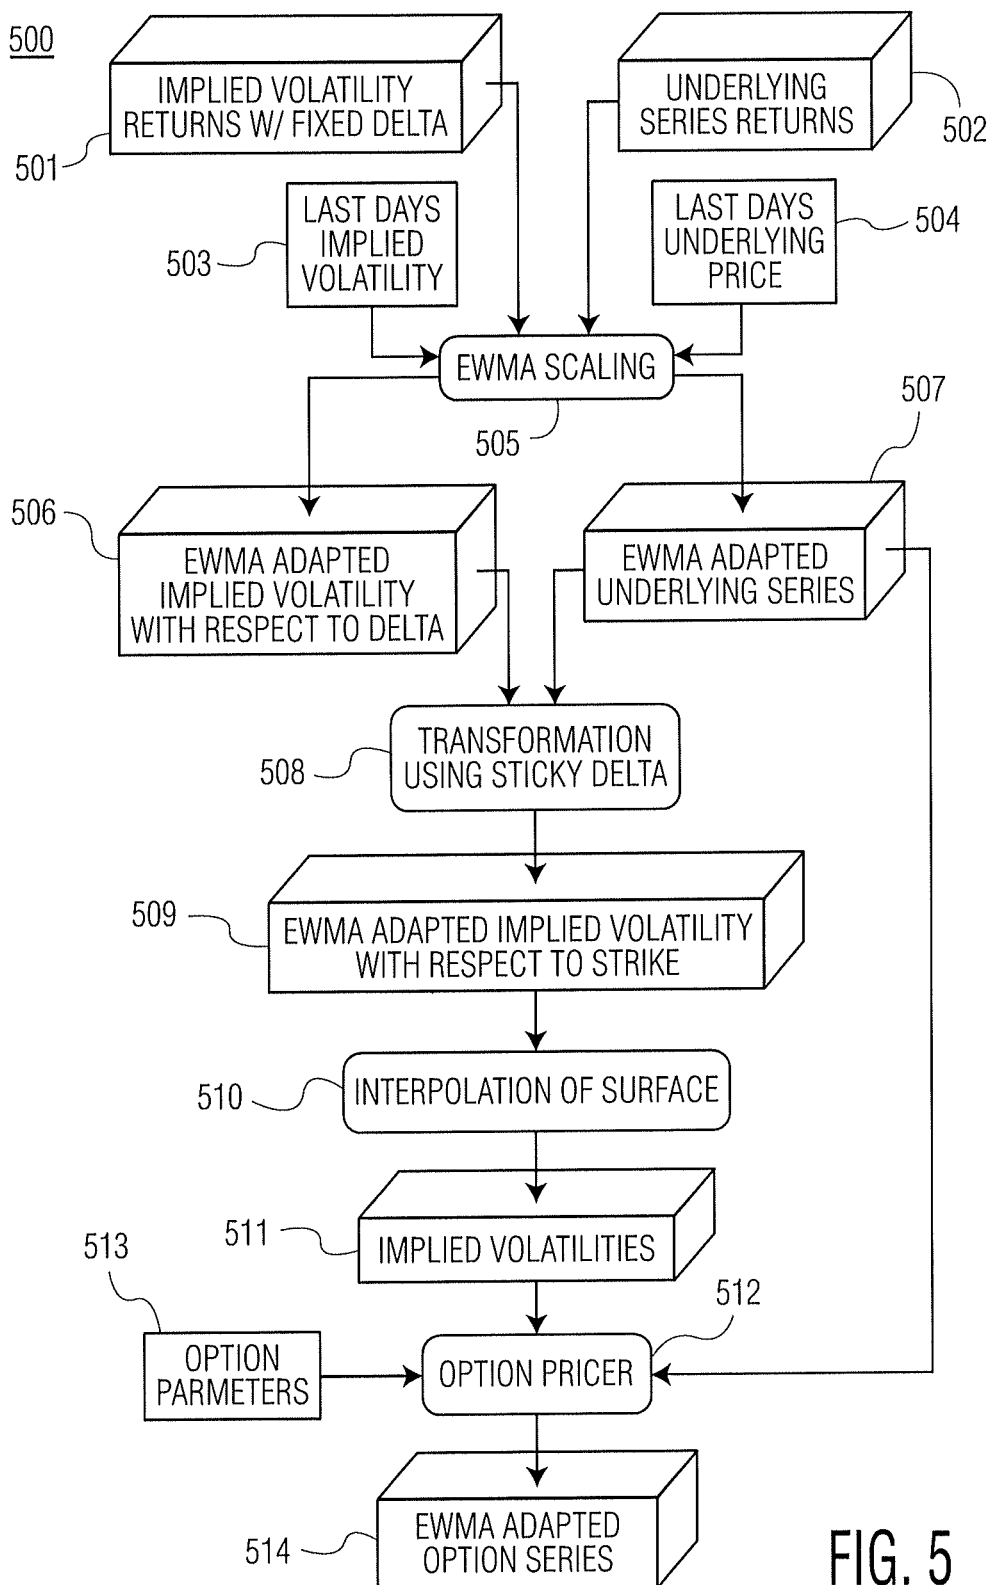 500
IMPLIED VOLATILITY
RETURNS W/ FIXED DELTA
501
UNDERLYING
SERIES RETURNS
502
LAST DAYS
IMPLIED
VOLATILITY
503
LAST DAYS
UNDERLYING
PRICE
504
EWMA SCALING
505
506
EWMA ADAPTED
IMPLIED VOLATILITY
WITH RESPECT TO DELTA
507
EWMA ADAPTED
UNDERLYING SERIES
TRANSFORMATION
USING STICKY DELTA
508
509
EWMA ADAPTED IMPLIED VOLATILITY
WITH RESPECT TO STRIKE
510
INTERPOLATION OF SURFACE
511
IMPLIED VOLATILITIES
513
OPTION
PARMETERS
512
OPTION PRICER
514
EWMA ADAPTED
OPTION SERIES
FIG. 5